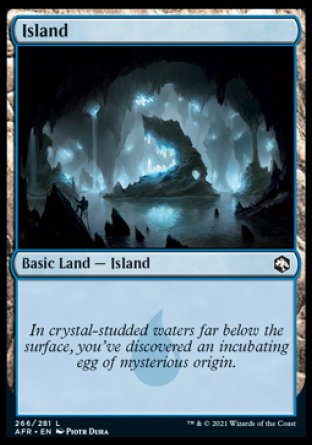 Island
Basic Land — Island
In crystal-studded waters far below the
surface, you've discovered an incubating
egg of mysterious origin.
266/281 L
AFR • EN Piotr Dura
™ & © 2021 Wizards of the Coast